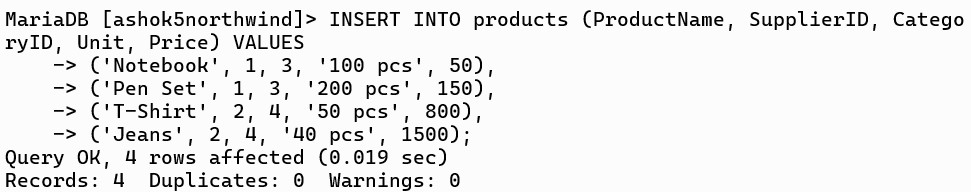 MariaDB [ashok5northwind]> INSERT INTO products (ProductName, SupplierID, Catego
ryID, Unit, Price) VALUES
    -> ('Notebook', 1, 3, '100 pcs', 50),
    -> ('Pen Set', 1, 3, '200 pcs', 150),
    -> ('T-Shirt', 2, 4, '50 pcs', 800),
    -> ('Jeans', 2, 4, '40 pcs', 1500);
Query OK, 4 rows affected (0.019 sec)
Records: 4  Duplicates: 0  Warnings: 0